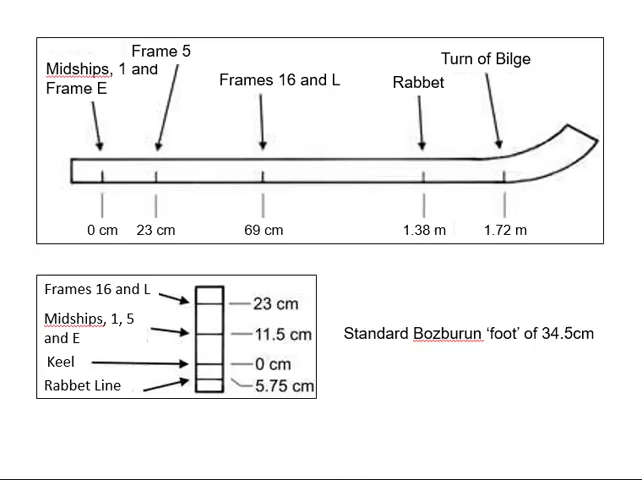 Frame 5
Midships, 1 and
Frame E
Frames 16 and L
Rabbet
Turn of Bilge
0 cm
23 cm
69 cm
1.38 m
1.72 m
Frames 16 and L
23 cm
Midships, 1, 5
and E
11.5 cm
Keel
0 cm
Rabbet Line
5.75 cm
Standard Bozburun ‘foot’ of 34.5cm